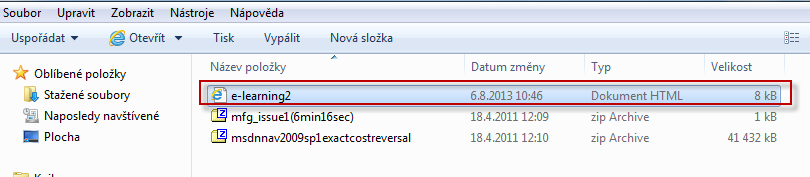 Soubor Upravit Zobrazit Nástroje Nápověda
Uspořádat Otevřít Tisk Vypálit Nová složka
Oblíbené položky
Stažené soubory
Naposledy navštívené
Plocha
Název položky Datum změny Typ Velikost
e-learning2 6.8.2013 10:46 Dokument HTML 8 kB
mfg_issue1(6min16sec) 18.4.2011 12:09 zip Archive 1 kB
msdnnav2009sp1exactcostreversal 18.4.2011 12:10 zip Archive 41 432 kB